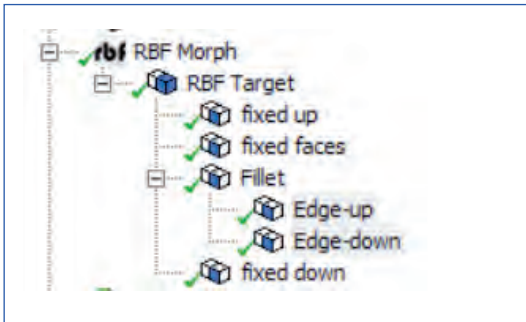 rbf RBF Morph
RBF Target
fixed up
fixed faces
Fillet
Edge-up
Edge-down
fixed down